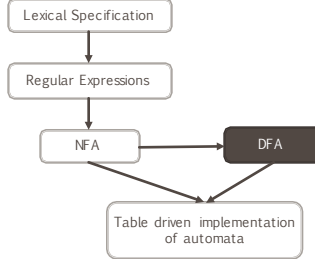 Lexical Specification
Regular Expressions
NFA
DFA
Table driven implementation
of automata